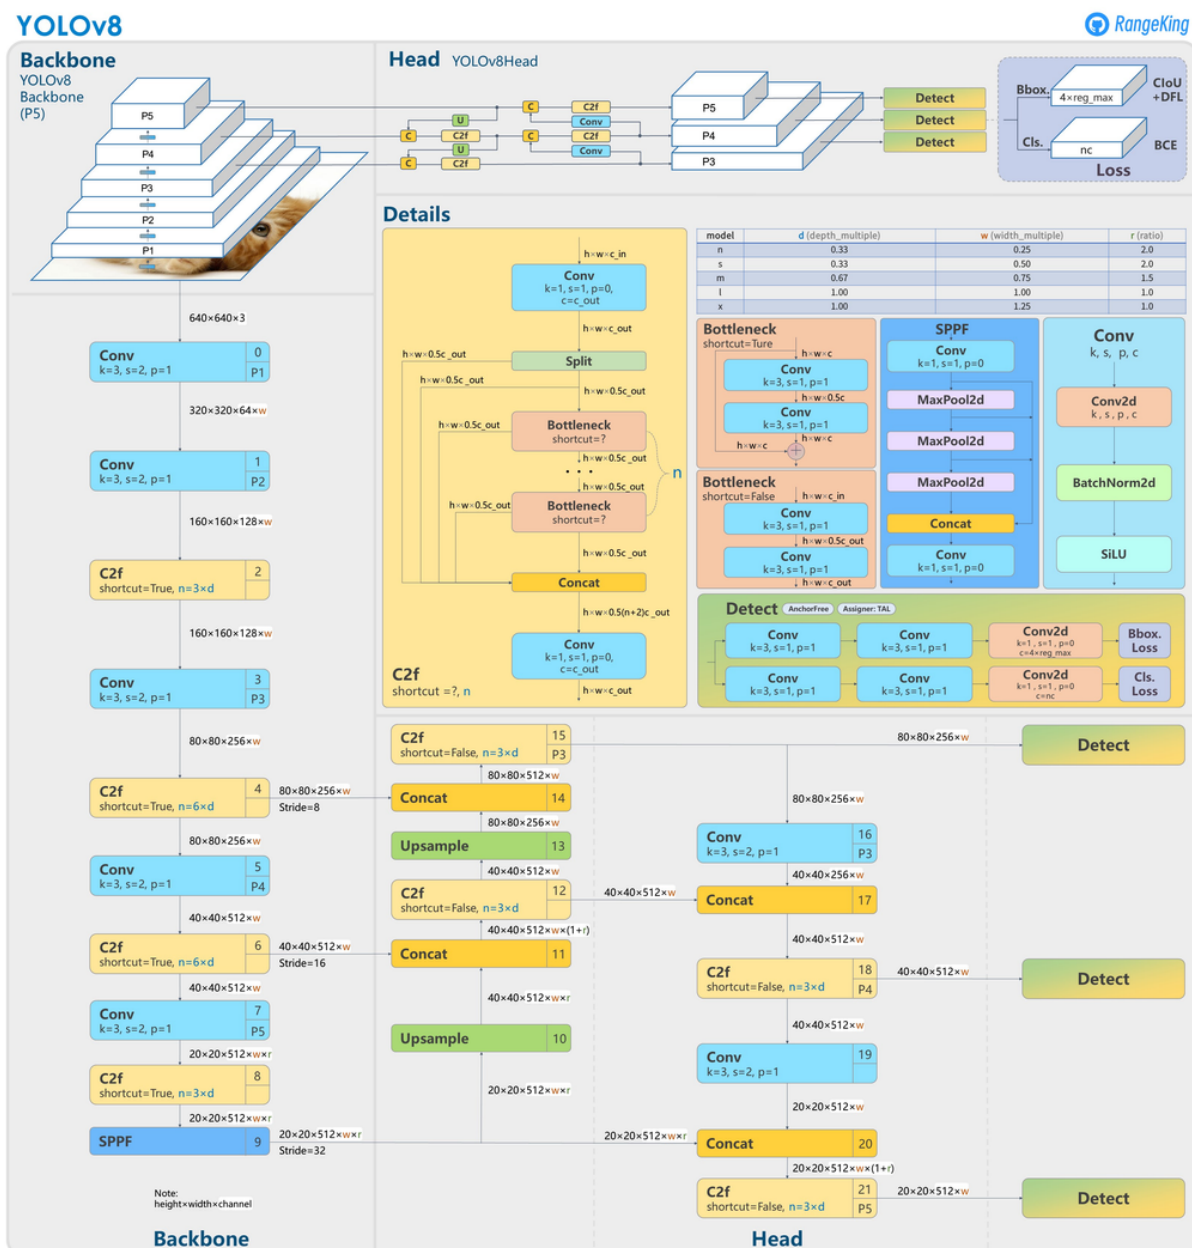 YOLOv8
RangeKing
Backbone
YOLOv8
Backbone
(P5)
P5
P4
P3
P2
P1
Head YOLOv8Head
C
C2f
U
Conv
C
C2f
C
C2f
U
Conv
C
C2f
P5
P4
P3
Detect
Detect
Detect
Bbox.
4×reg_max
CIoU
+DFL
Cls.
nc
BCE
Loss
Details
h×w×c_in
Conv
k=1, s=1, p=0,
c=c_out
h×w×c_out
h×w×0.5c_out
Split
h×w×0.5c_out
h×w×0.5c_out
h×w×0.5c_out
Bottleneck
shortcut=?
h×w×0.5c_out
...
n
h×w×0.5c_out
h×w×0.5c_out
Bottleneck
shortcut=?
h×w×0.5c_out
Concat
h×w×0.5(n+2)c_out
Conv
k=1, s=1, p=0,
c=c_out
h×w×c_out
C2f
shortcut =?, n
model d (depth_multiple) w (width_multiple) r (ratio)
n 0.33 0.25 2.0
s 0.33 0.50 2.0
m 0.67 0.75 1.5
l 1.00 1.00 1.0
x 1.00 1.25 1.0
Bottleneck
shortcut=Ture
h×w×c
Conv
k=3, s=1, p=1
h×w×0.5c
Conv
k=3, s=1, p=1
h×w×c
h×w×c
+
Bottleneck
shortcut=False
h×w×c_in
Conv
k=3, s=1, p=1
h×w×0.5c_out
Conv
k=3, s=1, p=1
h×w×c_out
SPPF
Conv
k=1, s=1, p=0
MaxPool2d
MaxPool2d
MaxPool2d
Concat
Conv
k=1, s=1, p=0
Conv
k, s, p, c
Conv2d
k, s, p, c
BatchNorm2d
SiLU
Detect AnchorFree Assigner: TAL
Conv
k=3, s=1, p=1
Conv
k=3, s=1, p=1
Conv2d
k=1, s=1, p=0
c=4×reg_max
Bbox.
Loss
Conv
k=3, s=1, p=1
Conv
k=3, s=1, p=1
Conv2d
k=1, s=1, p=0
c=nc
Cls.
Loss
640×640×3
Conv
k=3, s=2, p=1
0
P1
320×320×64×w
Conv
k=3, s=2, p=1
1
P2
160×160×128×w
C2f
shortcut=True, n=3×d
2
160×160×128×w
Conv
k=3, s=2, p=1
3
P3
80×80×256×w
C2f
shortcut=True, n=6×d
4
80×80×256×w
Stride=8
80×80×256×w
Conv
k=3, s=2, p=1
5
P4
40×40×512×w
C2f
shortcut=True, n=6×d
6
40×40×512×w
Stride=16
40×40×512×w
Conv
k=3, s=2, p=1
7
P5
20×20×512×w×r
C2f
shortcut=True, n=3×d
8
20×20×512×w×r
SPPF
9
20×20×512×w×r
Stride=32
Note:
height×width×channel
Backbone
C2f
shortcut=False, n=3×d
15
P3
80×80×512×w
Concat
14
80×80×256×w
Upsample
13
40×40×512×w
C2f
shortcut=False, n=3×d
12
40×40×512×w
40×40×512×w×(1+r)
Concat
11
40×40×512×w×r
Upsample
10
20×20×512×w×r
20×20×512×w×r
80×80×256×w
Detect
80×80×256×w
Conv
k=3, s=2, p=1
16
P3
40×40×256×w
Concat
17
40×40×512×w
C2f
shortcut=False, n=3×d
18
P4
40×40×512×w
Detect
40×40×512×w
Conv
k=3, s=2, p=1
19
20×20×512×w
Concat
20
20×20×512×w×(1+r)
C2f
shortcut=False, n=3×d
21
P5
20×20×512×w
Detect
Head